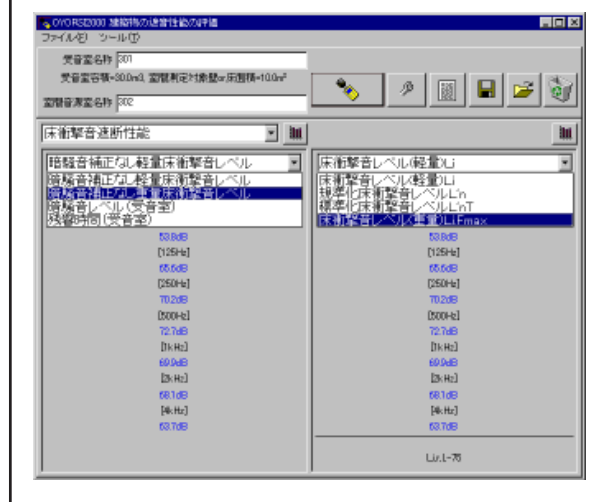 OYORSI2000 建築物の遮音性能の評価
ファイル(F) ツール(T)
受音室名称 301
受音室容積=30.0m3, 室間判定対象壁or床面積=10.0m²
室間音源室名称 302
床衝撃音遮断性能
暗騒音補正なし軽量床衝撃音レベル
暗騒音補正なし軽量床衝撃音レベル
暗騒音補正なし重量床衝撃音レベル
暗騒音レベル(受音室)
残響時間(受音室)
床衝撃音レベル(軽量)Li
床衝撃音レベル(軽量)Li
規準化床衝撃音レベルL'n
標準化床衝撃音レベルL'nT
床衝撃音レベル(重量)LiFmax
53.8dB
[125Hz]
65.6dB
[250Hz]
70.2dB
[500Hz]
72.7dB
[1kHz]
69.9dB
[2kHz]
68.1dB
[4kHz]
63.7dB
53.8dB
[125Hz]
65.6dB
[250Hz]
70.2dB
[500Hz]
72.7dB
[1kHz]
69.9dB
[2kHz]
68.1dB
[4kHz]
63.7dB